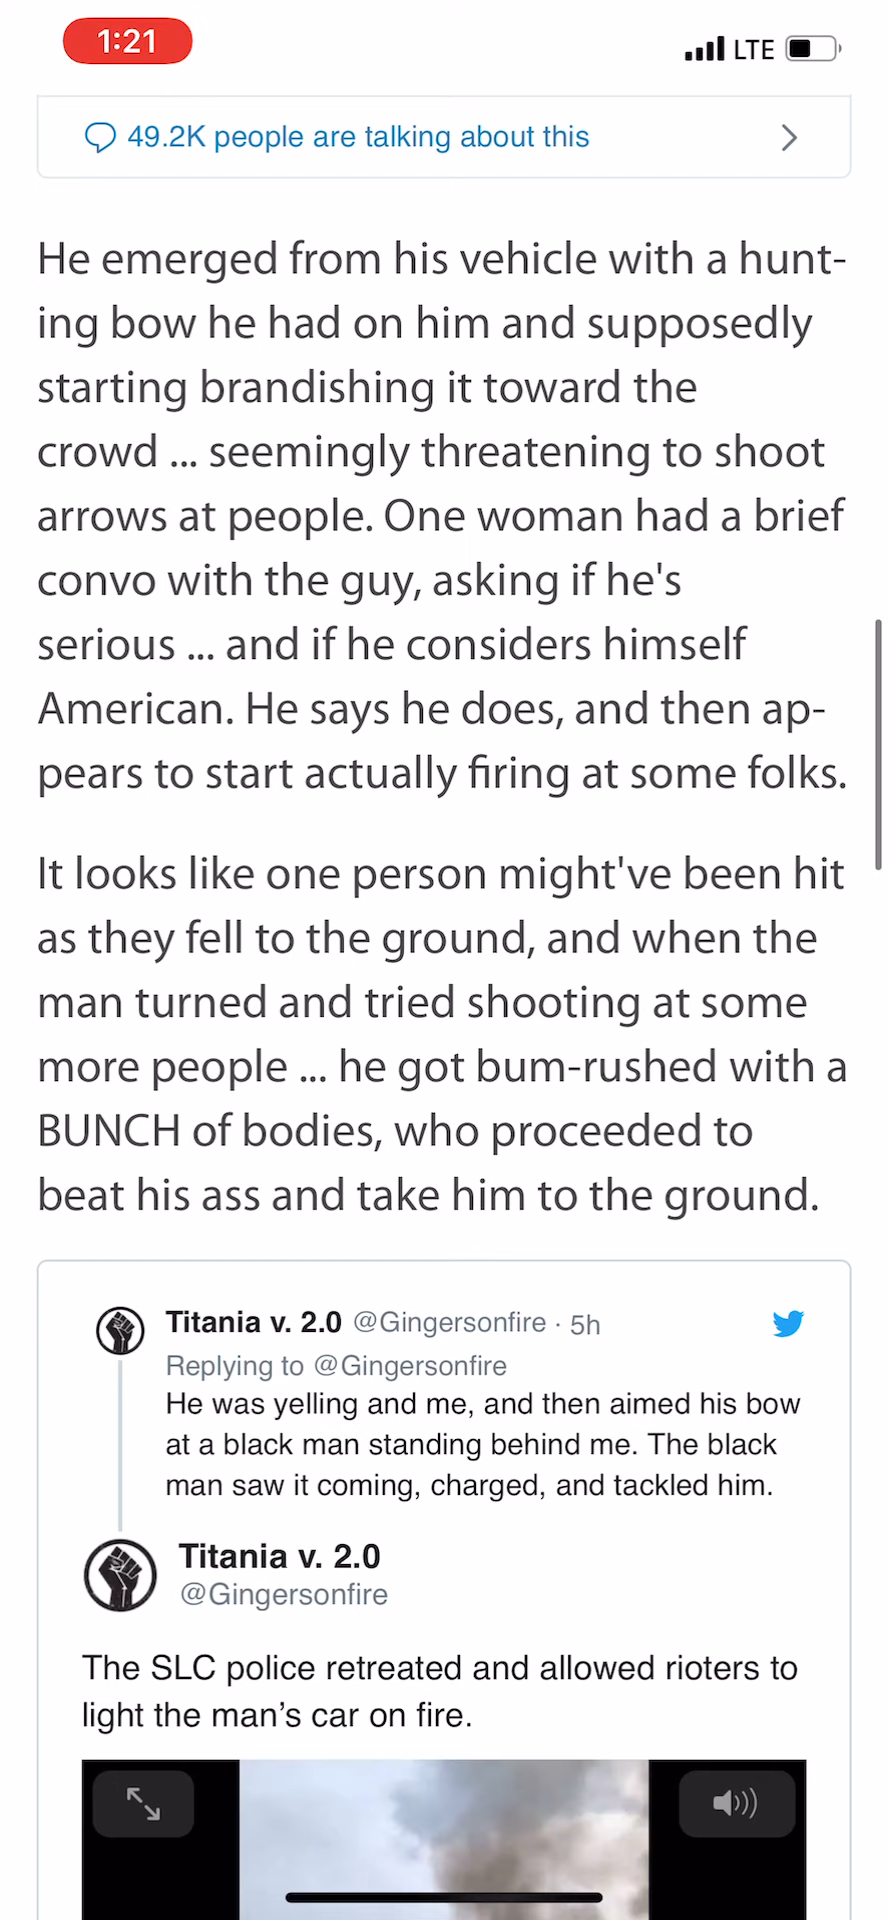 1:21
LTE
49.2K people are talking about this
He emerged from his vehicle with a hunt-
ing bow he had on him and supposedly
starting brandishing it toward the
crowd ... seemingly threatening to shoot
arrows at people. One woman had a brief
convo with the guy, asking if he's
serious ... and if he considers himself
American. He says he does, and then ap-
pears to start actually firing at some folks.
It looks like one person might've been hit
as they fell to the ground, and when the
man turned and tried shooting at some
more people ... he got bum-rushed with a
BUNCH of bodies, who proceeded to
beat his ass and take him to the ground.
Titania v. 2.0 @Gingersonfire · 5h
Replying to @Gingersonfire
He was yelling and me, and then aimed his bow
at a black man standing behind me. The black
man saw it coming, charged, and tackled him.
Titania v. 2.0
@Gingersonfire
The SLC police retreated and allowed rioters to
light the man’s car on fire.